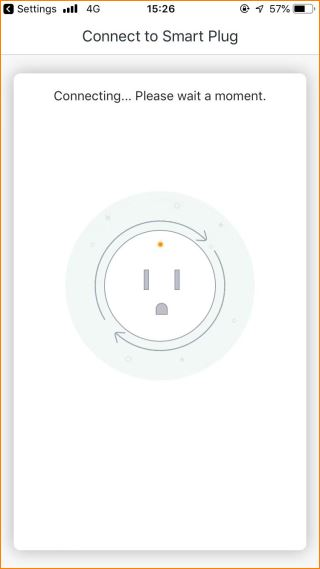 Settings 4G 15:26 57%
Connect to Smart Plug
Connecting... Please wait a moment.